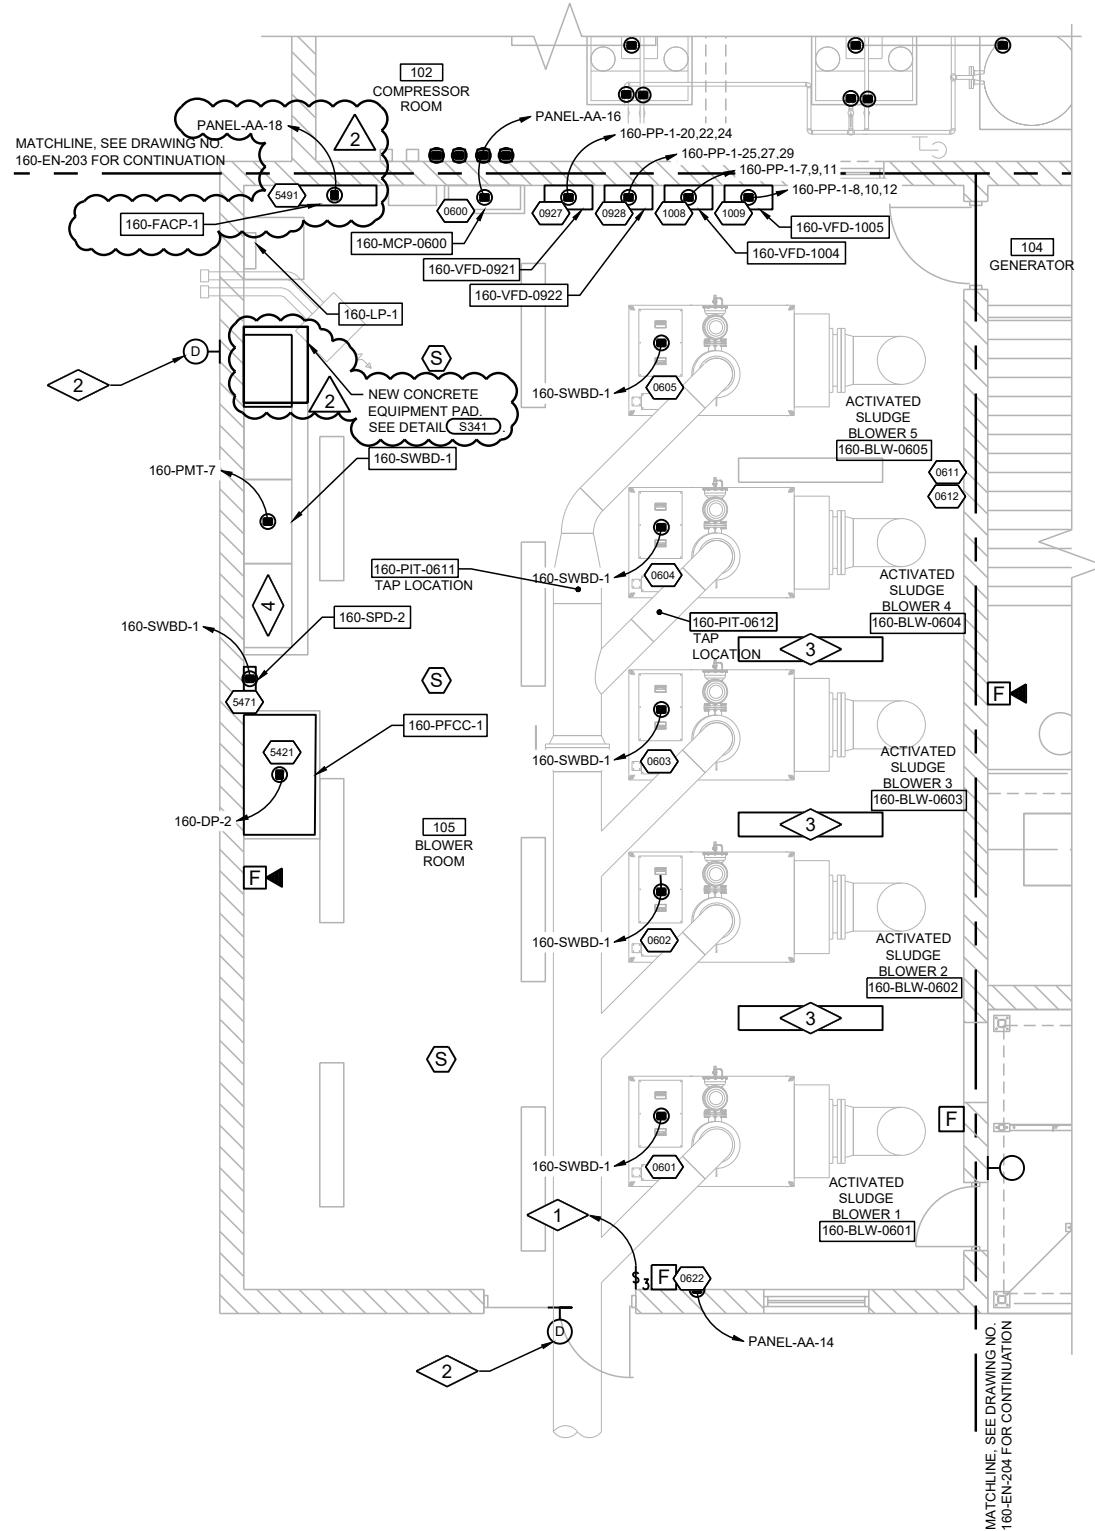 102
COMPRESSOR
ROOM
PANEL-AA-18
2
PANEL-AA-16
160-PP-1-20,22,24
MATCHLINE, SEE DRAWING NO.
160-EN-203 FOR CONTINUATION
160-PP-1-25,27,29
160-PP-1-7,9,11
160-PP-1-8,10,12
5491
0600
0927
0928
1008
1009
160-FACP-1
160-MCP-0600
160-VFD-1005
160-VFD-1004
104
GENERATOR
160-VFD-0921
160-VFD-0922
160-LP-1
D
2
S
2
NEW CONCRETE
EQUIPMENT PAD.
SEE DETAIL S341 .
160-SWBD-1
0605
ACTIVATED
SLUDGE
BLOWER 5
160-BLW-0605
160-SWBD-1
160-PMT-7
0611
0612
160-PIT-0611
TAP LOCATION
160-SWBD-1
0604
ACTIVATED
SLUDGE
BLOWER 4
160-BLW-0604
4
160-SPD-2
160-SWBD-1
160-PIT-0612
TAP
LOCATION
3
S
5471
F
160-PFCC-1
5421
160-SWBD-1
0603
ACTIVATED
SLUDGE
BLOWER 3
160-BLW-0603
160-DP-2
105
BLOWER
ROOM
3
F
160-SWBD-1
0602
ACTIVATED
SLUDGE
BLOWER 2
160-BLW-0602
3
S
F
160-SWBD-1
0601
ACTIVATED
SLUDGE
BLOWER 1
160-BLW-0601
1
$3
F
0622
D
PANEL-AA-14
2
MATCHLINE, SEE DRAWING NO.
160-EN-204 FOR CONTINUATION